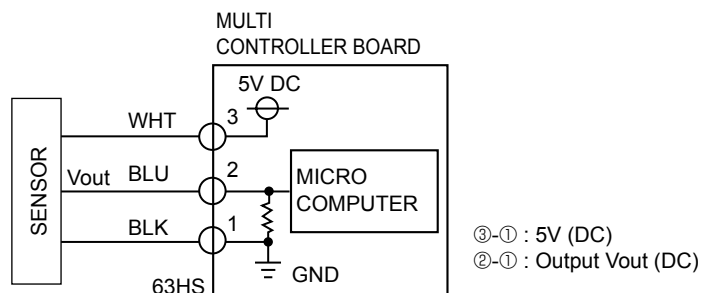 MULTI
CONTROLLER BOARD
5V DC
WHT
3
SENSOR
Vout
BLU
2
MICRO
COMPUTER
BLK
1
GND
63HS
③-① : 5V (DC)
②-① : Output Vout (DC)